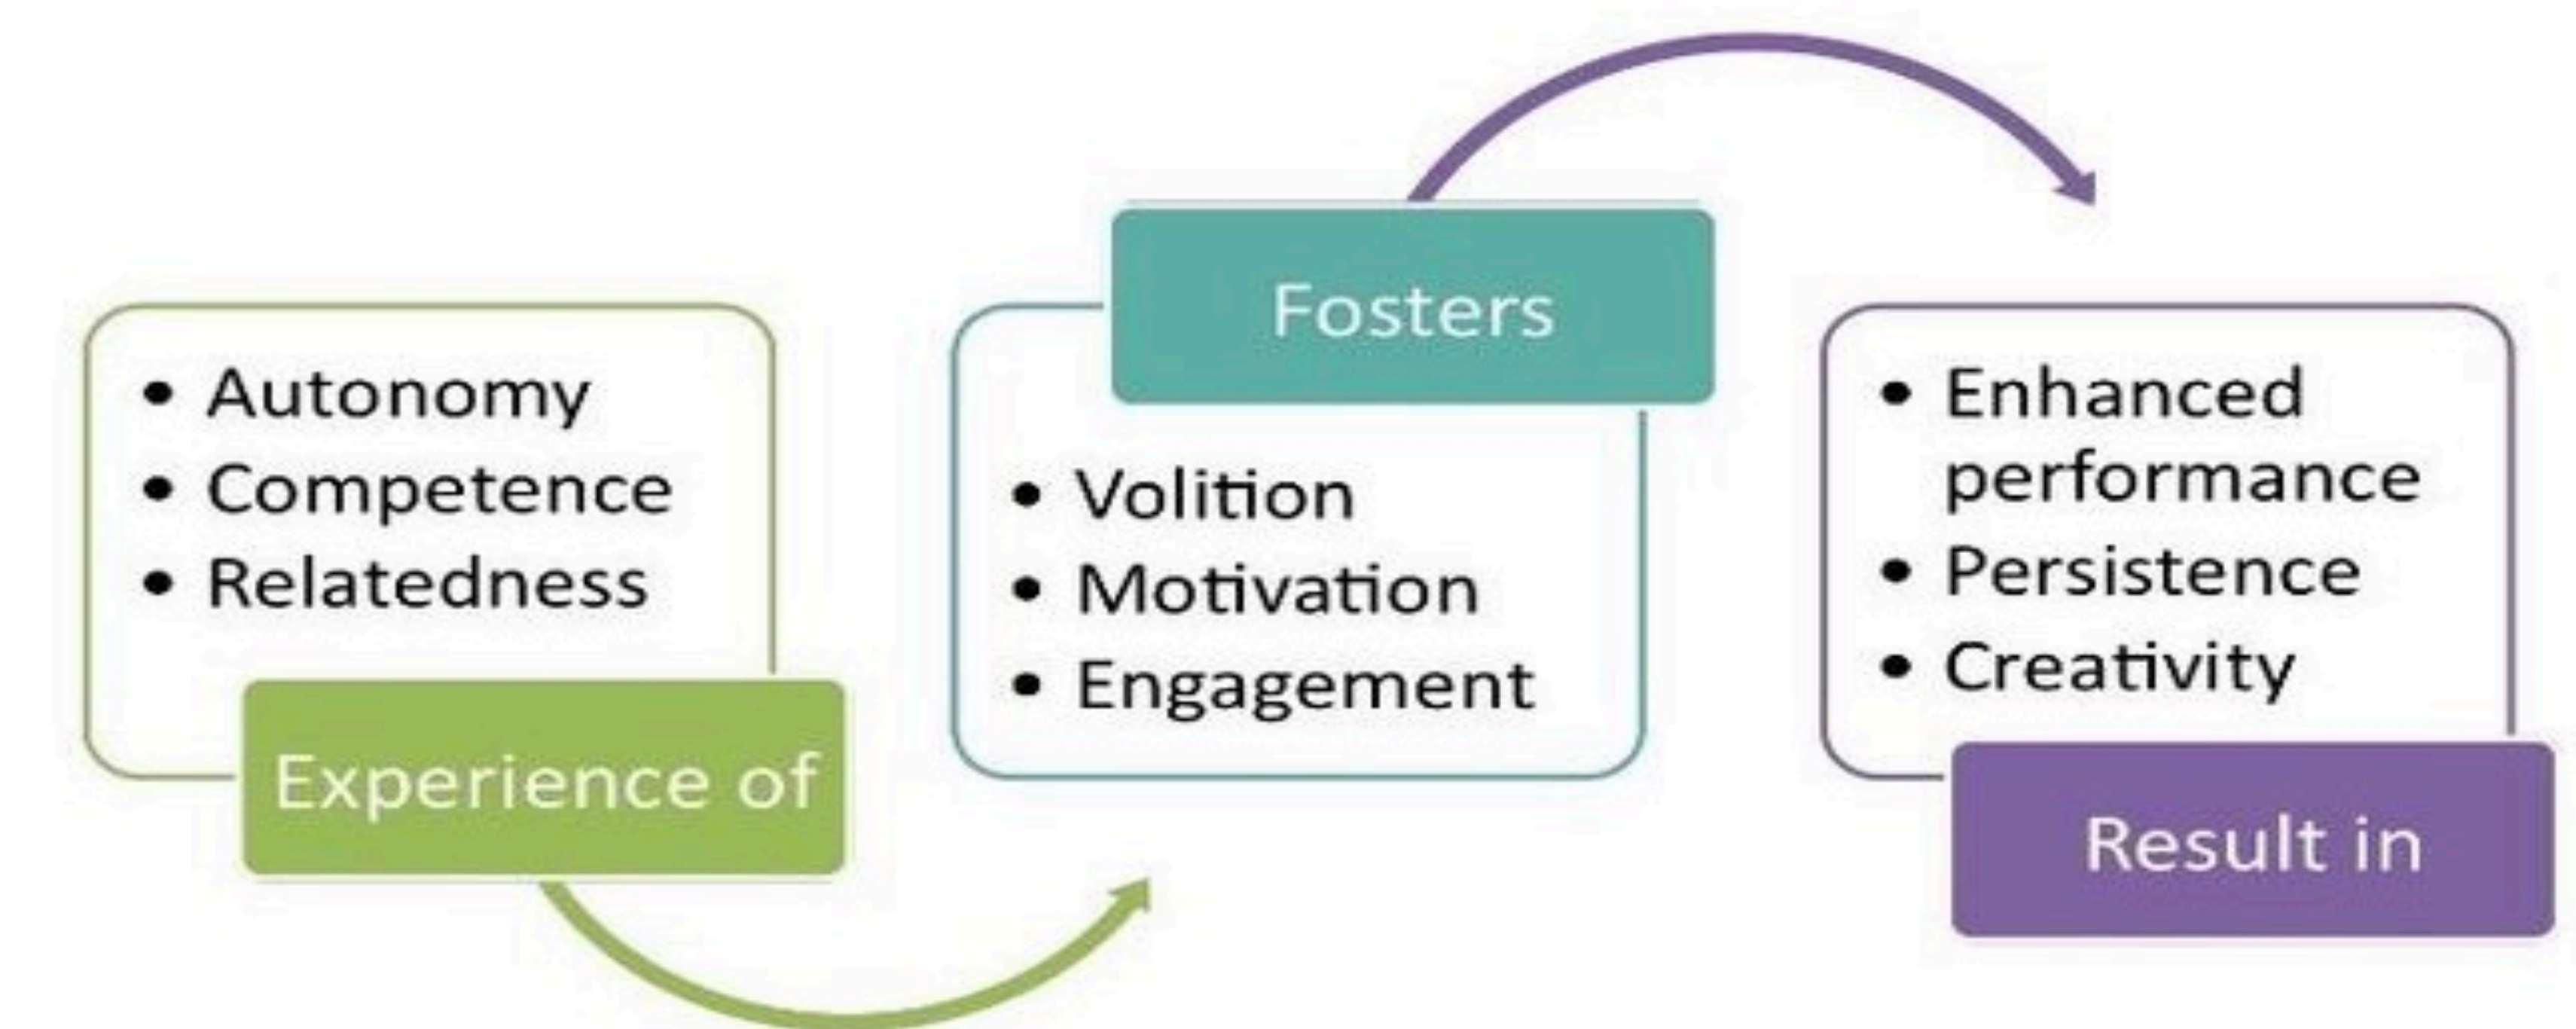 • Autonomy
• Competence
• Relatedness
Experience of
Fosters
• Volition
• Motivation
• Engagement
• Enhanced
performance
• Persistence
• Creativity
Result in